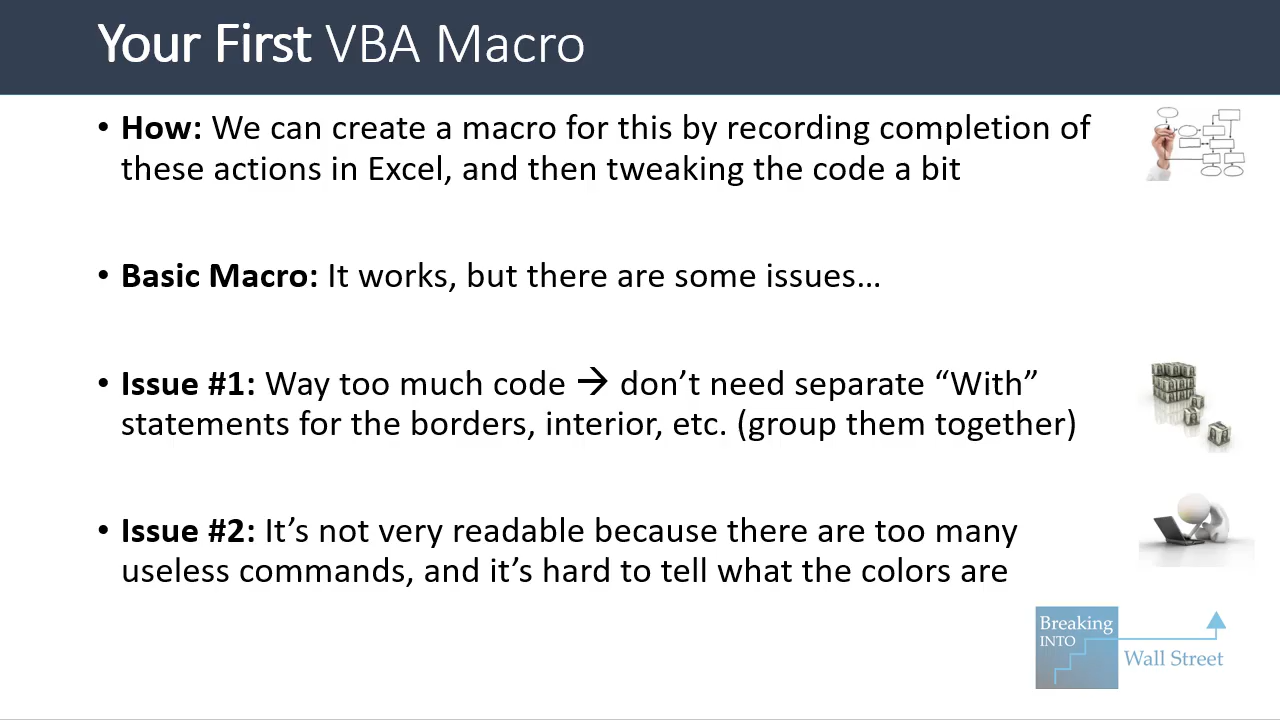 Your First VBA Macro
• How: We can create a macro for this by recording completion of
these actions in Excel, and then tweaking the code a bit
• Basic Macro: It works, but there are some issues…
• Issue #1: Way too much code → don’t need separate “With”
statements for the borders, interior, etc. (group them together)
• Issue #2: It’s not very readable because there are too many
useless commands, and it’s hard to tell what the colors are
Breaking
INTO
Wall Street